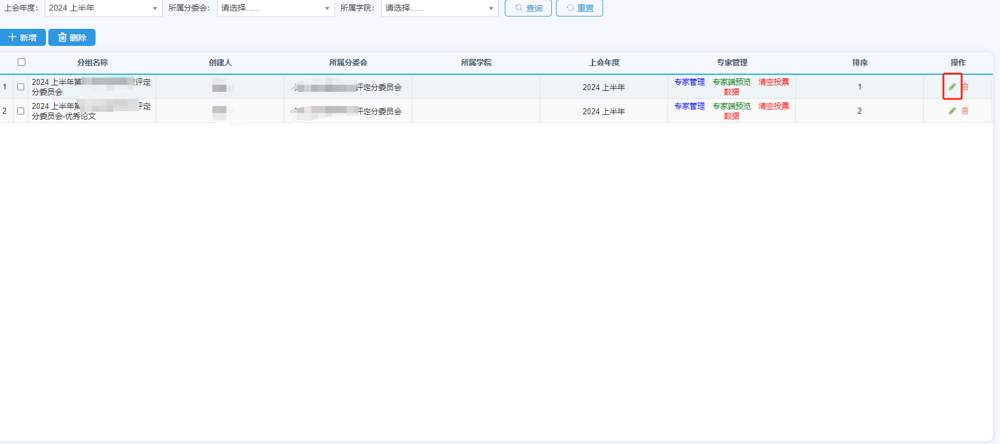 上会年度： 2024 上半年 所属分委会： 请选择...... 所属学院： 请选择...... 查询 重置
新增 删除
分组名称 创建人 所属分委会 所属学院 上会年度 专家管理 排序 操作
1 2024 上半年第 评定 评定分委员会 2024 上半年 专家管理 专家端预览 清空投票 1
分委员会 数据
2 2024 上半年第 评定 评定分委员会 2024 上半年 专家管理 专家端预览 清空投票 2
分委员会-优秀论文 数据